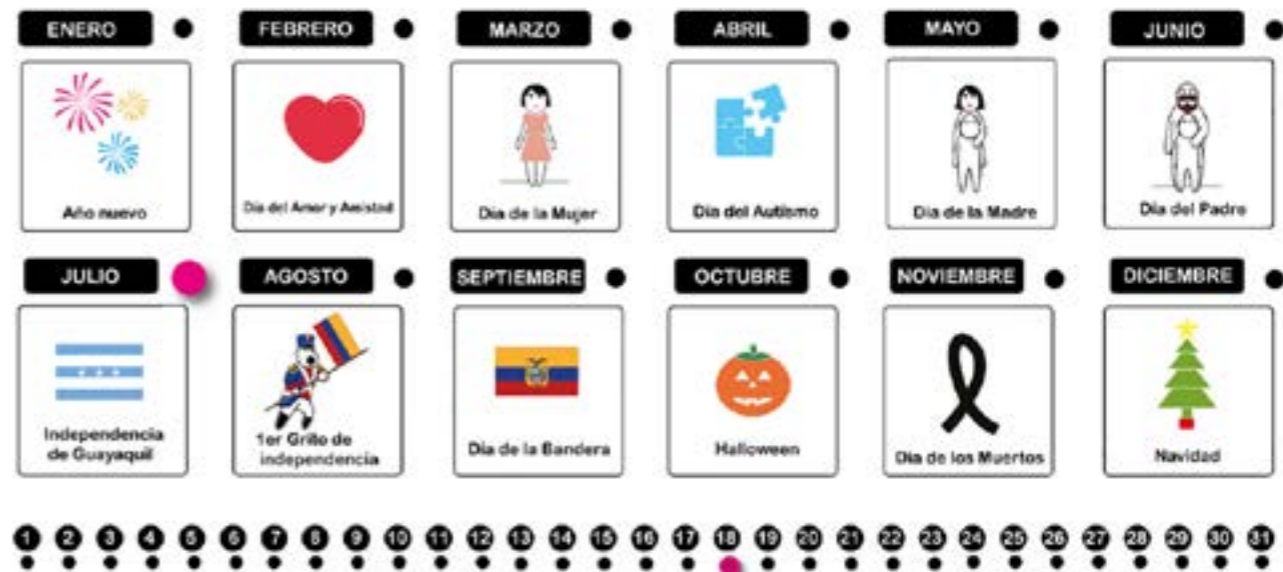 ENERO FEBRERO MARZO ABRIL MAYO JUNIO
Año nuevo Día del Amor y Amistad Día de la Mujer Día del Autismo Día de la Madre Día del Padre
JULIO AGOSTO SEPTIEMBRE OCTUBRE NOVIEMBRE DICIEMBRE
Independencia
de Guayaquil
1er Grito de
independencia
Día de la Bandera Halloween Día de los Muertos Navidad
1 2 3 4 5 6 7 8 9 10 11 12 13 14 15 16 17 18 19 20 21 22 23 24 25 26 27 28 29 30 31